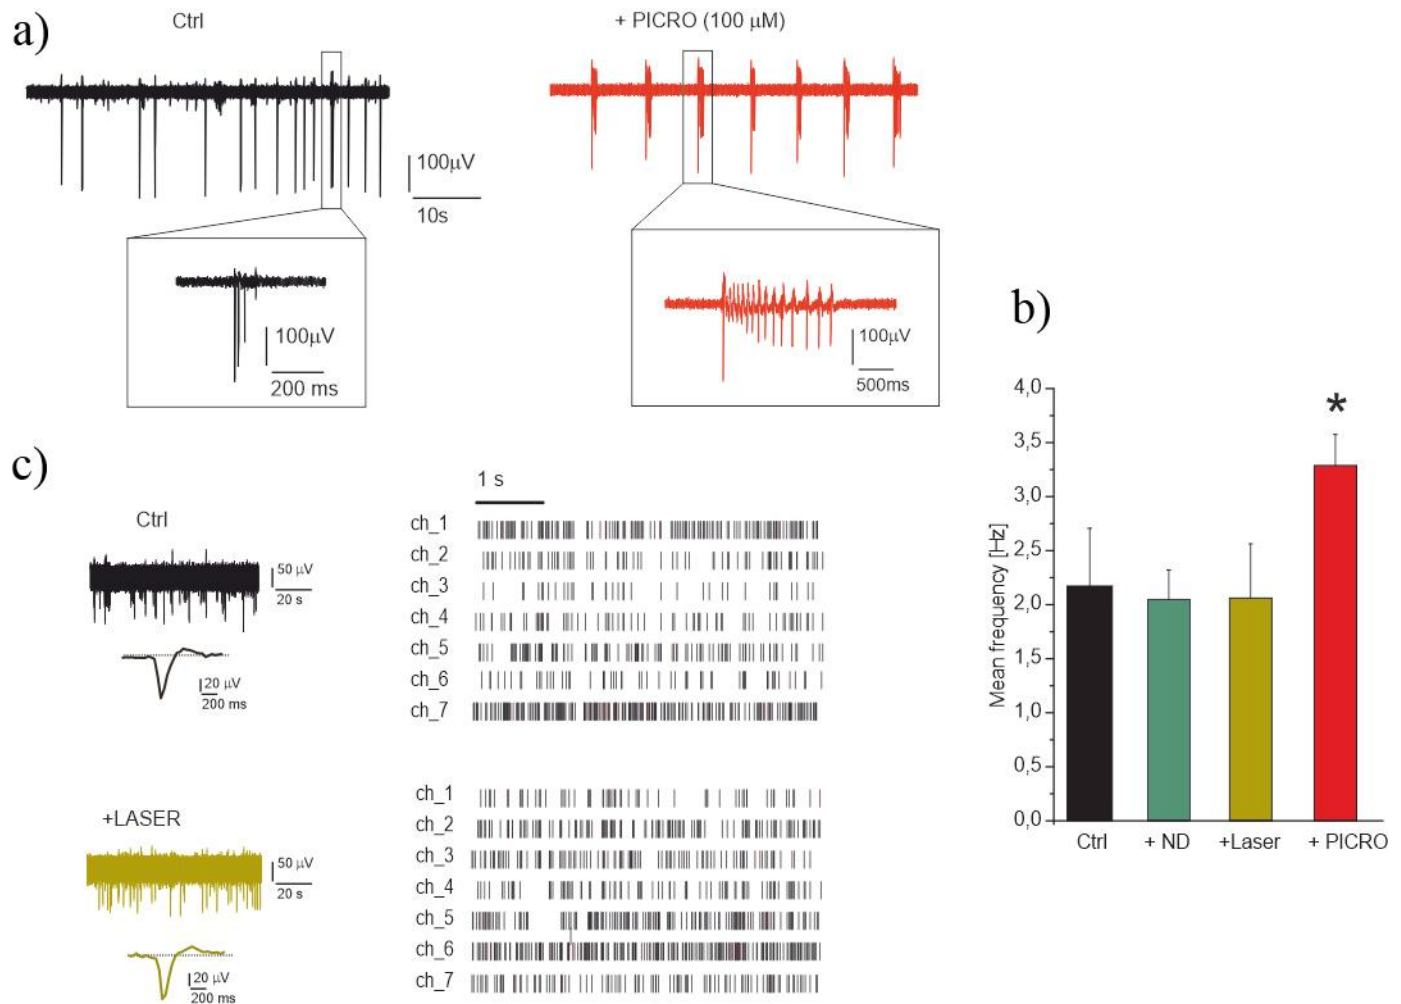 a)
Ctrl
+ PICRO (100 µM)
100µV
10s
100µV
200 ms
100µV
500ms
b)
4,0
3,5
3,0
2,5
2,0
1,5
1,0
0,5
0,0
Mean frequency [Hz]
*
Ctrl
+ ND
+Laser
+ PICRO
c)
Ctrl
50 µV
20 s
20 µV
200 ms
1 s
ch_1
ch_2
ch_3
ch_4
ch_5
ch_6
ch_7
+LASER
50 µV
20 s
20 µV
200 ms
ch_1
ch_2
ch_3
ch_4
ch_5
ch_6
ch_7